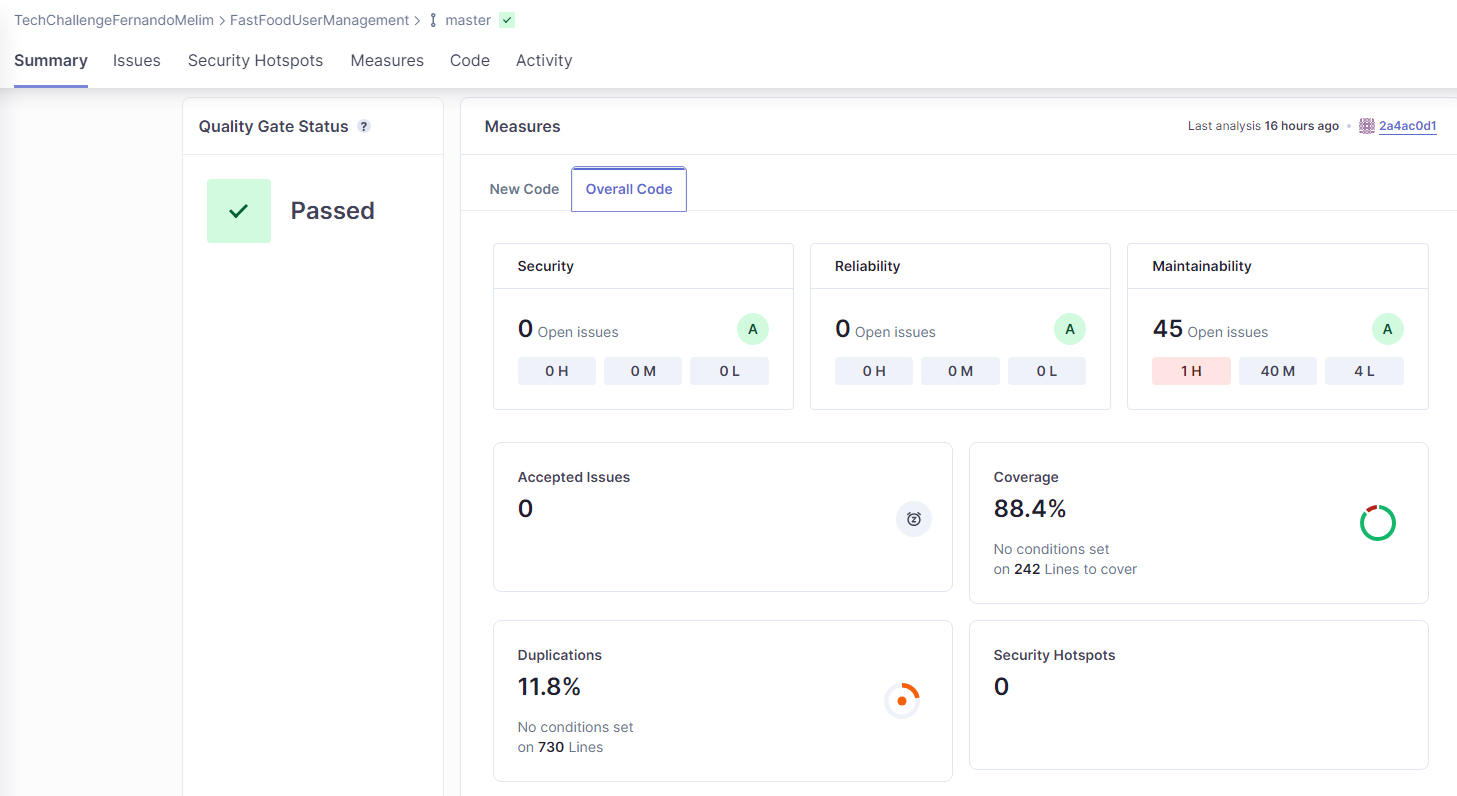 TechChallengeFernandoMelim > FastFoodUserManagement > master
Summary Issues Security Hotspots Measures Code Activity
Quality Gate Status ?
Passed
Measures
Last analysis 16 hours ago • 2a4ac0d1
New Code Overall Code
Security
0 Open issues A
0 H 0 M 0 L
Reliability
0 Open issues A
0 H 0 M 0 L
Maintainability
45 Open issues A
1 H 40 M 4 L
Accepted Issues
0
Coverage
88.4%
No conditions set
on 242 Lines to cover
Duplications
11.8%
No conditions set
on 730 Lines
Security Hotspots
0